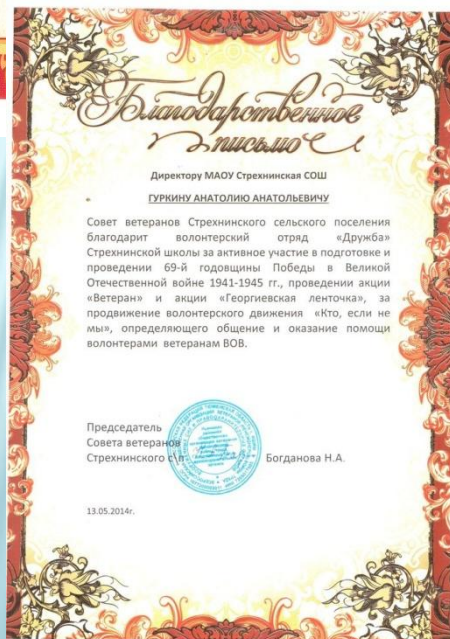 Благодарственное
письмо
Директору МАОУ Стрехнинская СОШ
ГУРКИНУ АНАТОЛИЮ АНАТОЛЬЕВИЧУ
Совет ветеранов Стрехнинского сельского поселения
благодарит волонтерский отряд «Дружба»
Стрехнинской школы за активное участие в подготовке и
проведении 69-й годовщины Победы в Великой
Отечественной войне 1941-1945 гг., проведении акции
«Ветеран» и акции «Георгиевская ленточка», за
продвижение волонтерского движения «Кто, если не
мы», определяющего общение и оказание помощи
волонтерами ветеранам ВОВ.
Председатель
Совета ветеранов
Стрехнинского с\п Богданова Н.А.
13.05.2014г.